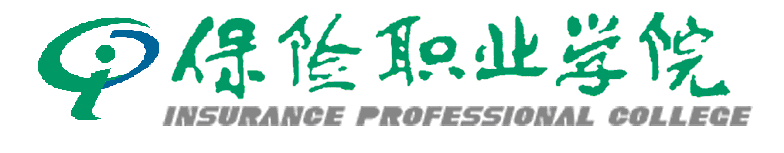 保险职业学院
INSURANCE PROFESSIONAL COLLEGE